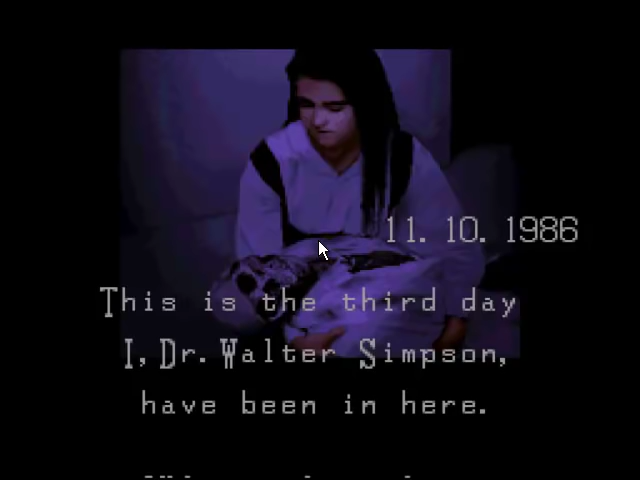 11. 10. 1986
This is the third day
I, Dr. Walter Simpson,
have been in here.